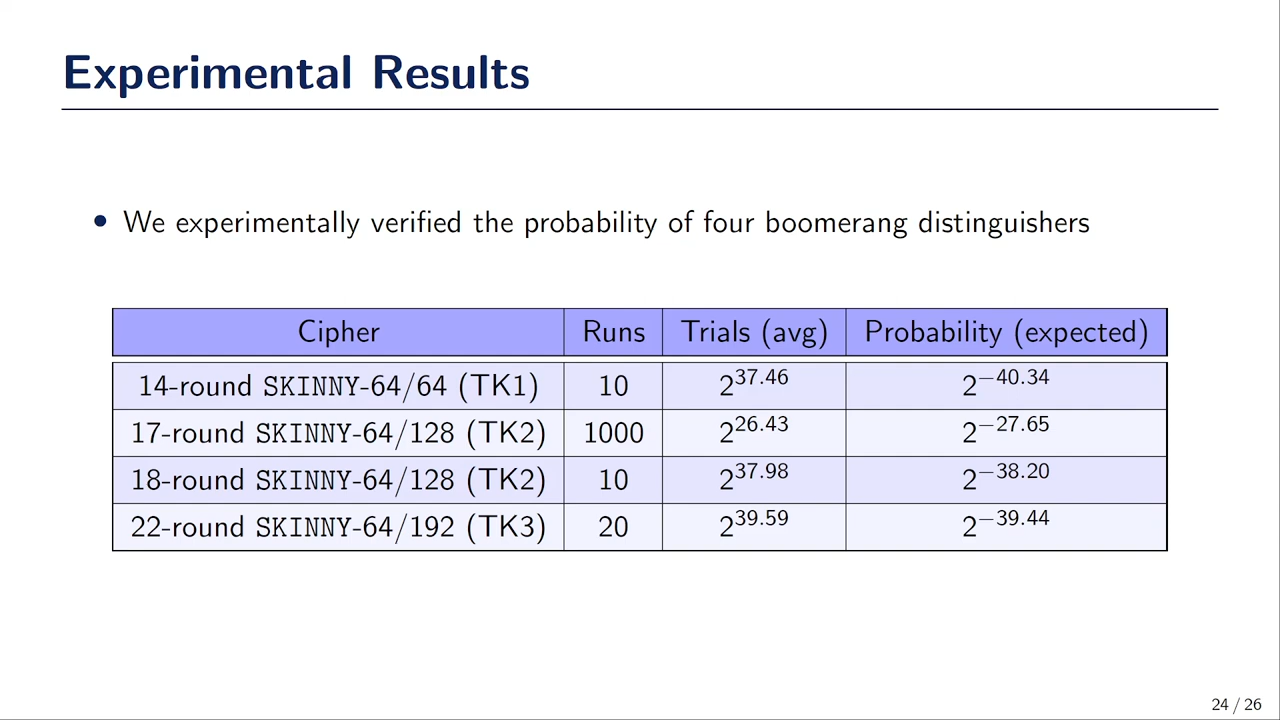 Experimental Results
• We experimentally verified the probability of four boomerang distinguishers
Cipher Runs Trials (avg) Probability (expected)
14-round SKINNY-64/64 (TK1) 10 2^37.46 2^−40.34
17-round SKINNY-64/128 (TK2) 1000 2^26.43 2^−27.65
18-round SKINNY-64/128 (TK2) 10 2^37.98 2^−38.20
22-round SKINNY-64/192 (TK3) 20 2^39.59 2^−39.44
24 / 26